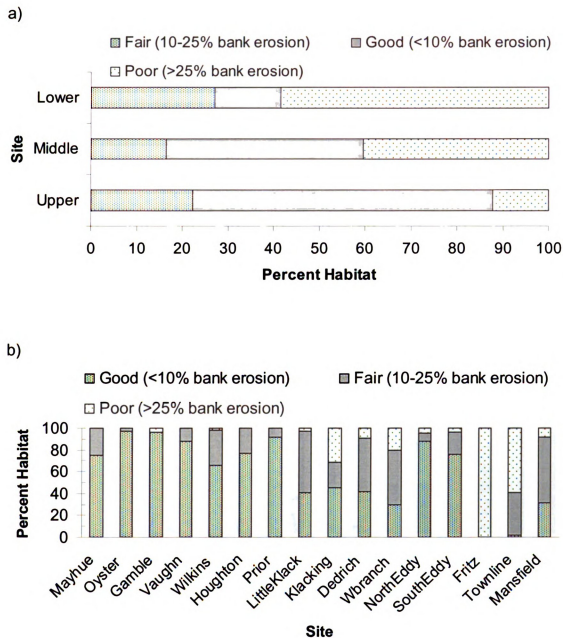 a)
Fair (10-25% bank erosion) Good (<10% bank erosion)
Poor (>25% bank erosion)
Lower
Middle
Upper
Site
0 10 20 30 40 50 60 70 80 90 100
Percent Habitat
b)
Good (<10% bank erosion) Fair (10-25% bank erosion)
Poor (>25% bank erosion)
Percent Habitat
100
80
60
40
20
0
Mayhue Oyster Gamble Vaughn Wilkins Houghton Prior LittleKlack Klacking Dedrich Wbranch NorthEddy SouthEddy Fritz Townline Mansfield
Site